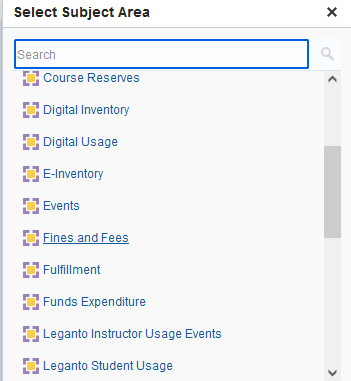 Select Subject Area
Search
Course Reserves
Digital Inventory
Digital Usage
E-Inventory
Events
Fines and Fees
Fulfillment
Funds Expenditure
Leganto Instructor Usage Events
Leganto Student Usage